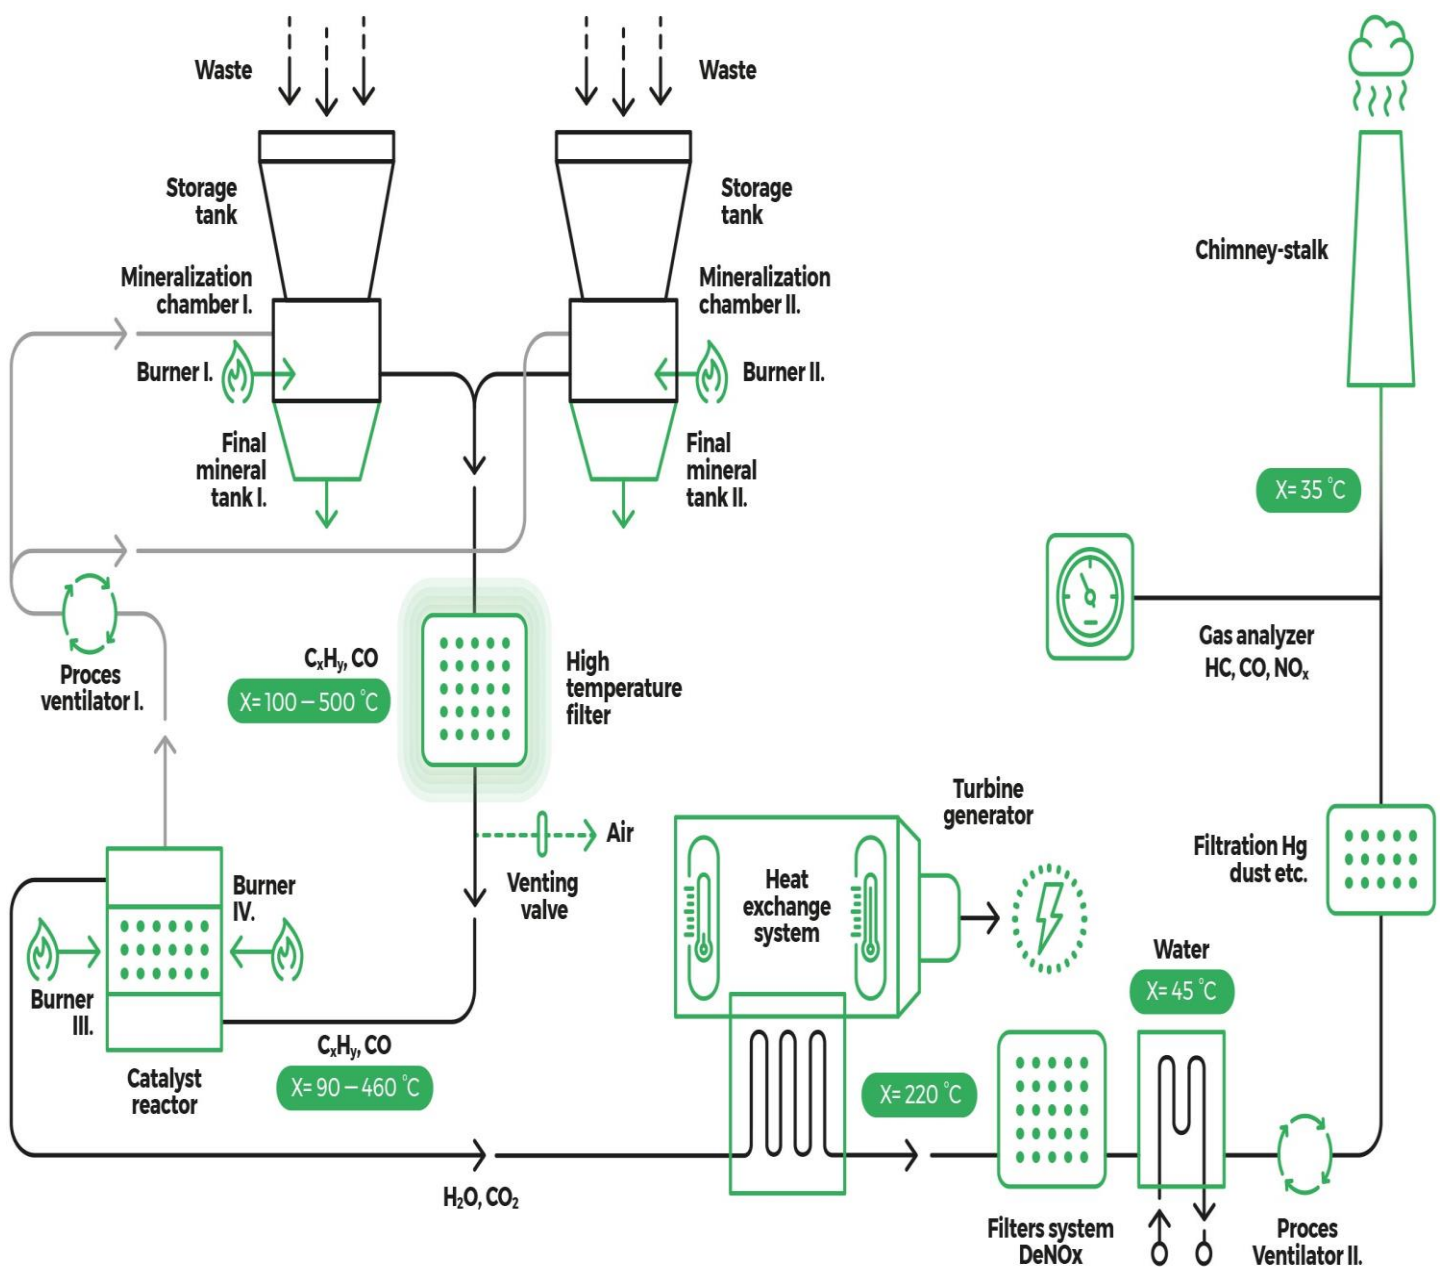 Waste
Waste
Storage
tank
Storage
tank
Mineralization
chamber I.
Mineralization
chamber II.
Chimney-stalk
Burner I.
Burner II.
Final
mineral
tank I.
Final
mineral
tank II.
X= 35 °C
Gas analyzer
HC, CO, NOₓ
Proces
ventilator I.
CₓHᵧ, CO
X= 100 – 500 °C
High
temperature
filter
Turbine
generator
Air
Venting
valve
Heat
exchange
system
Filtration Hg
dust etc.
Burner
IV.
Burner
III.
Water
X= 45 °C
CₓHᵧ, CO
X= 90 – 460 °C
Catalyst
reactor
X= 220 °C
H₂O, CO₂
Filters system
DeNOx
Proces
Ventilator II.